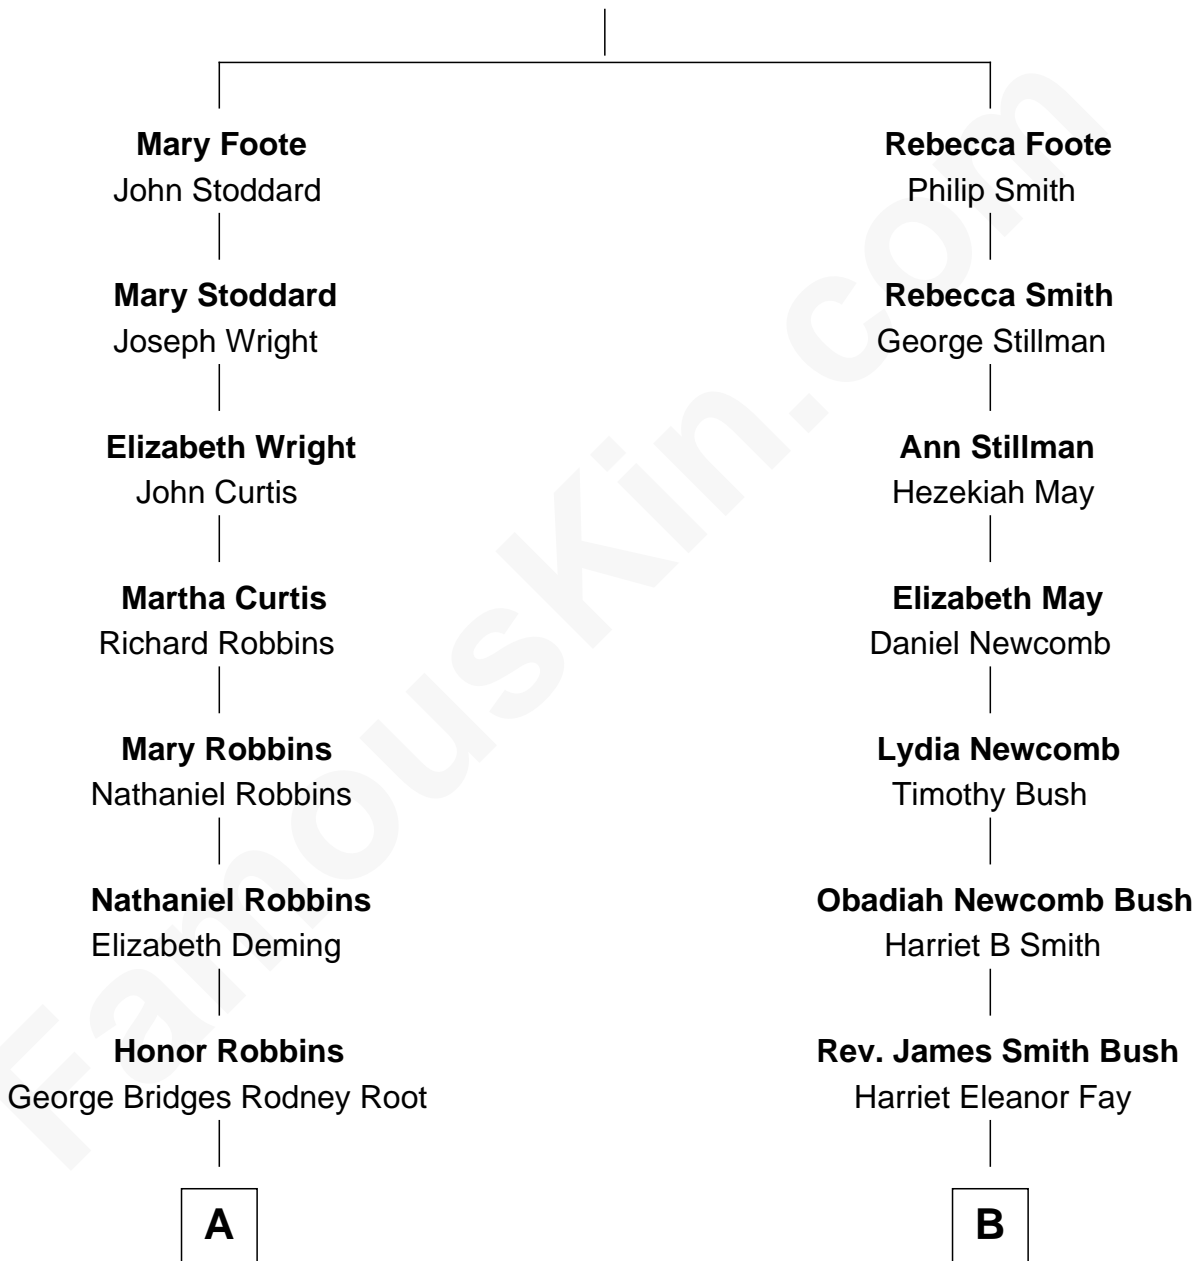 Mary Foote
John Stoddard
Rebecca Foote
Philip Smith
Mary Stoddard
Joseph Wright
Rebecca Smith
George Stillman
Elizabeth Wright
John Curtis
Ann Stillman
Hezekiah May
Martha Curtis
Richard Robbins
Elizabeth May
Daniel Newcomb
Mary Robbins
Nathaniel Robbins
Lydia Newcomb
Timothy Bush
Nathaniel Robbins
Elizabeth Deming
Obadiah Newcomb Bush
Harriet B Smith
Honor Robbins
George Bridges Rodney Root
Rev. James Smith Bush
Harriet Eleanor Fay
A
B
FamousKin.com